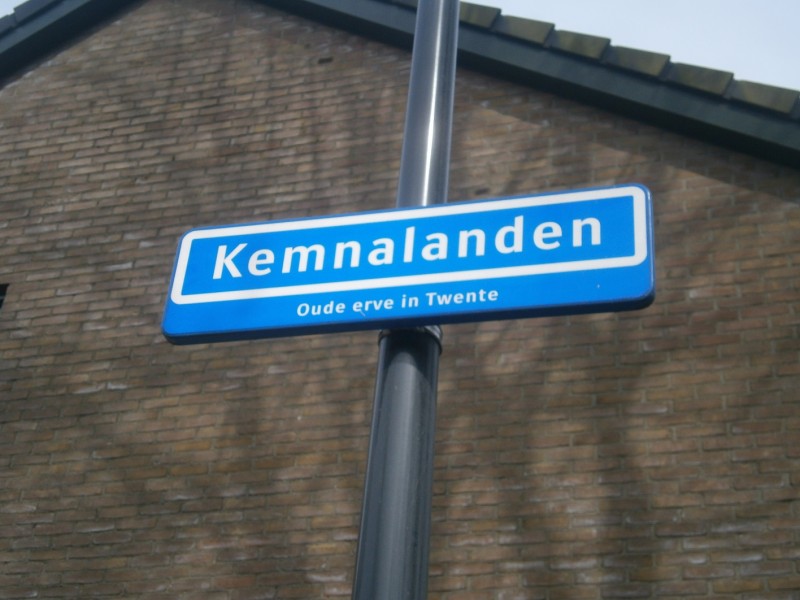 Kemnalanden
Oude erve in Twente